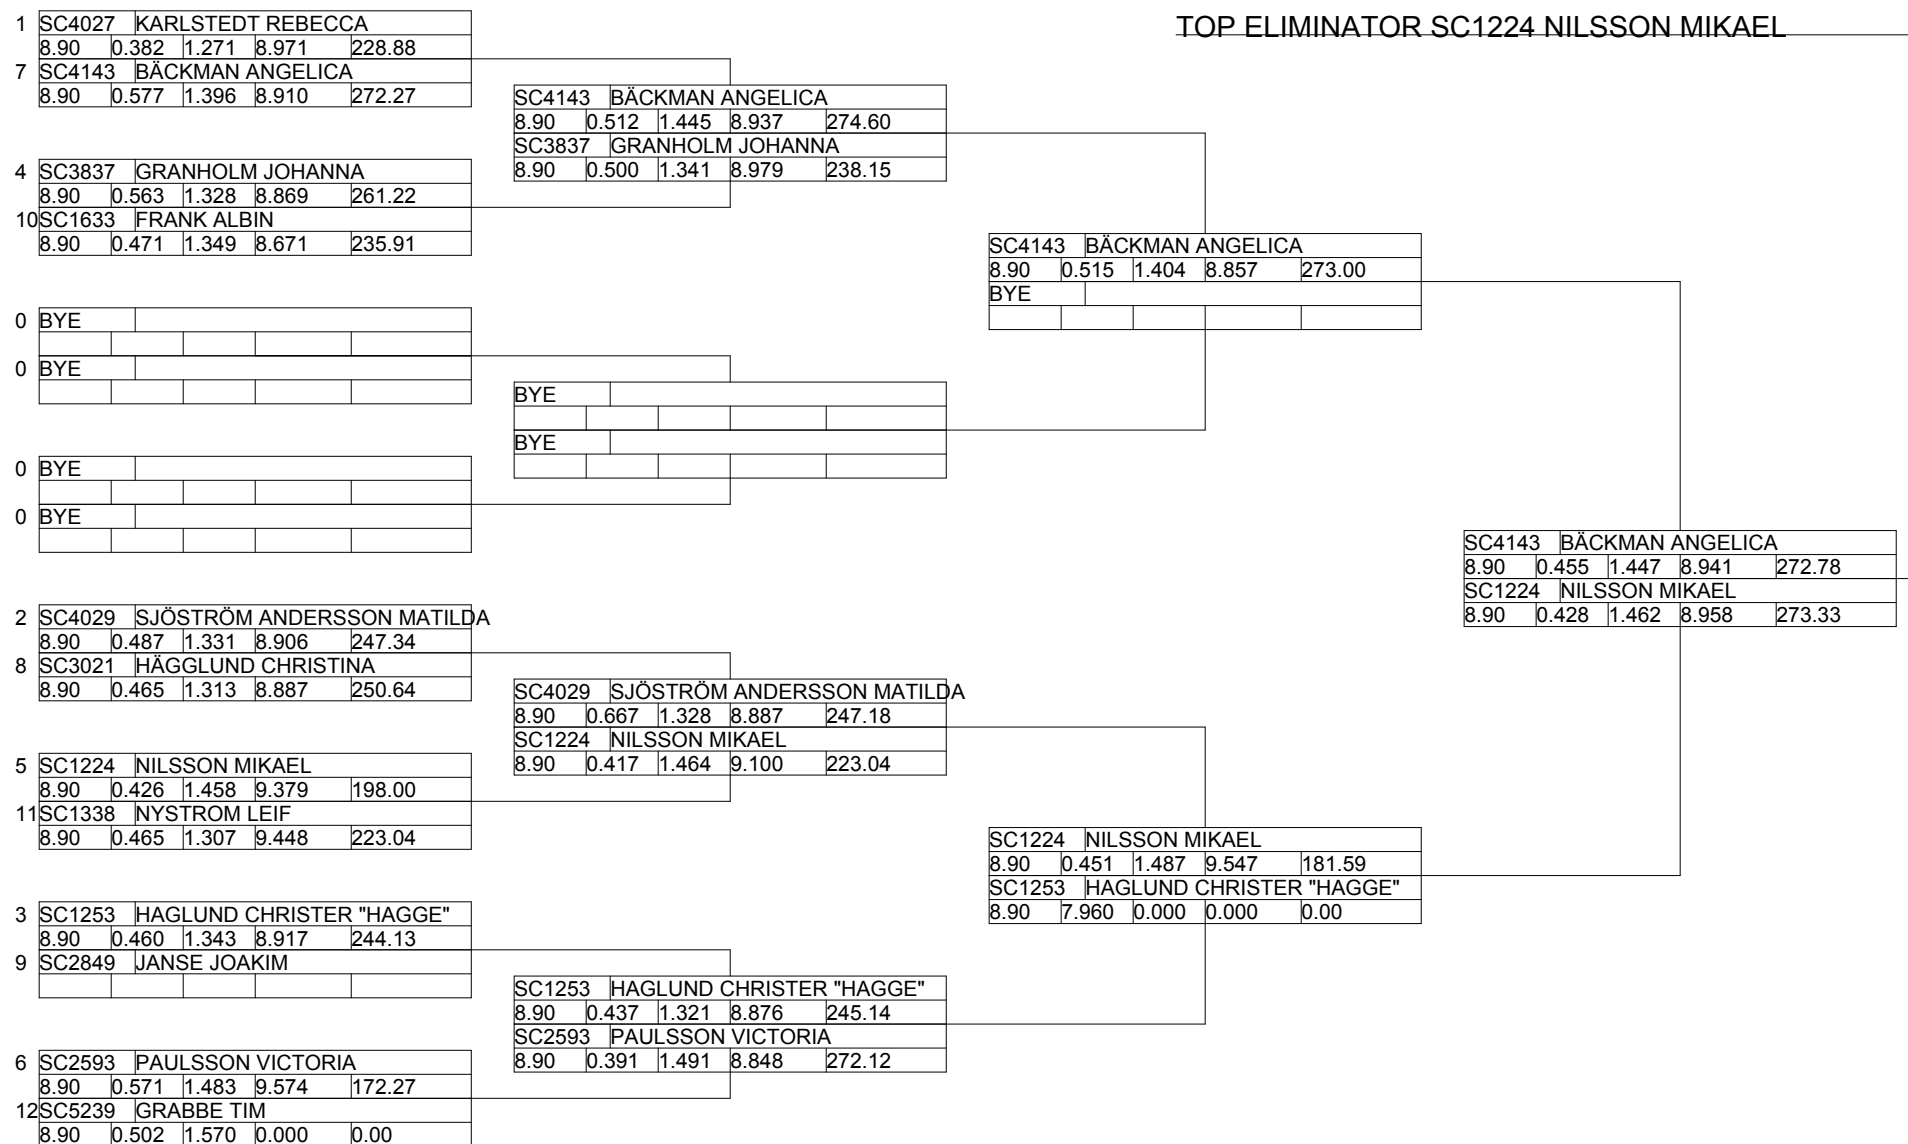 TOP ELIMINATOR SC1224 NILSSON MIKAEL
1 SC4027 KARLSTEDT REBECCA
8.90 0.382 1.271 8.971 228.88
7 SC4143 BÄCKMAN ANGELICA
8.90 0.577 1.396 8.910 272.27
4 SC3837 GRANHOLM JOHANNA
8.90 0.563 1.328 8.869 261.22
10 SC1633 FRANK ALBIN
8.90 0.471 1.349 8.671 235.91
0 BYE
0 BYE
0 BYE
0 BYE
2 SC4029 SJÖSTRÖM ANDERSSON MATILDA
8.90 0.487 1.331 8.906 247.34
8 SC3021 HÄGGLUND CHRISTINA
8.90 0.465 1.313 8.887 250.64
5 SC1224 NILSSON MIKAEL
8.90 0.426 1.458 9.379 198.00
11 SC1338 NYSTROM LEIF
8.90 0.465 1.307 9.448 223.04
3 SC1253 HAGLUND CHRISTER "HAGGE"
8.90 0.460 1.343 8.917 244.13
9 SC2849 JANSE JOAKIM
6 SC2593 PAULSSON VICTORIA
8.90 0.571 1.483 9.574 172.27
12 SC5239 GRABBE TIM
8.90 0.502 1.570 0.000 0.00
SC4143 BÄCKMAN ANGELICA
8.90 0.512 1.445 8.937 274.60
SC3837 GRANHOLM JOHANNA
8.90 0.500 1.341 8.979 238.15
BYE
BYE
SC4029 SJÖSTRÖM ANDERSSON MATILDA
8.90 0.667 1.328 8.887 247.18
SC1224 NILSSON MIKAEL
8.90 0.417 1.464 9.100 223.04
SC1253 HAGLUND CHRISTER "HAGGE"
8.90 0.437 1.321 8.876 245.14
SC2593 PAULSSON VICTORIA
8.90 0.391 1.491 8.848 272.12
SC4143 BÄCKMAN ANGELICA
8.90 0.515 1.404 8.857 273.00
BYE
SC1224 NILSSON MIKAEL
8.90 0.451 1.487 9.547 181.59
SC1253 HAGLUND CHRISTER "HAGGE"
8.90 7.960 0.000 0.000 0.00
SC4143 BÄCKMAN ANGELICA
8.90 0.455 1.447 8.941 272.78
SC1224 NILSSON MIKAEL
8.90 0.428 1.462 8.958 273.33